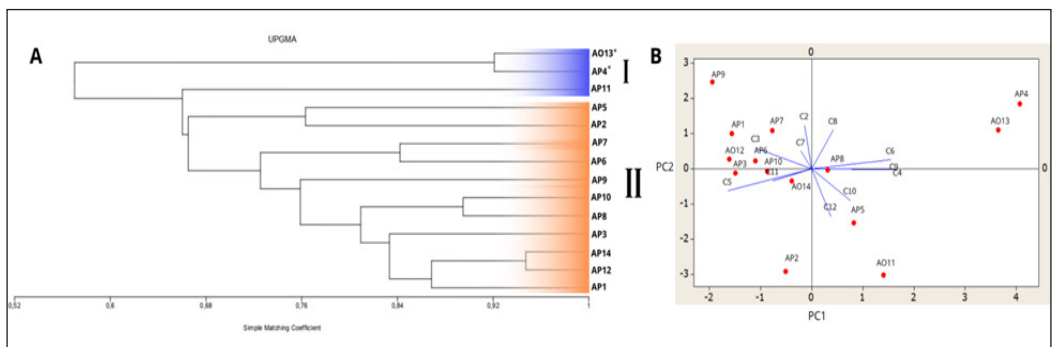 A
UPGMA
AO13*
AP4*
AP11
I
AP5
AP2
AP7
AP6
AP9
AP10
AP8
AP3
AP14
AP12
AP1
II
0,52 0,6 0,68 0,76 0,84 0,92 1
Simple Matching Coefficient
B
0
3
2
1
0
-1
-2
-3
PC2
AP9
AP4
AP1
AP7
C2
C8
AO13
C3
C7
AO12
AP6
C6
AP3
AP10
AP8
C9
C11
C4
C5
AO14
C10
C12
AP5
AP2
AO11
0
-2 -1 0 1 2 3 4
PC1